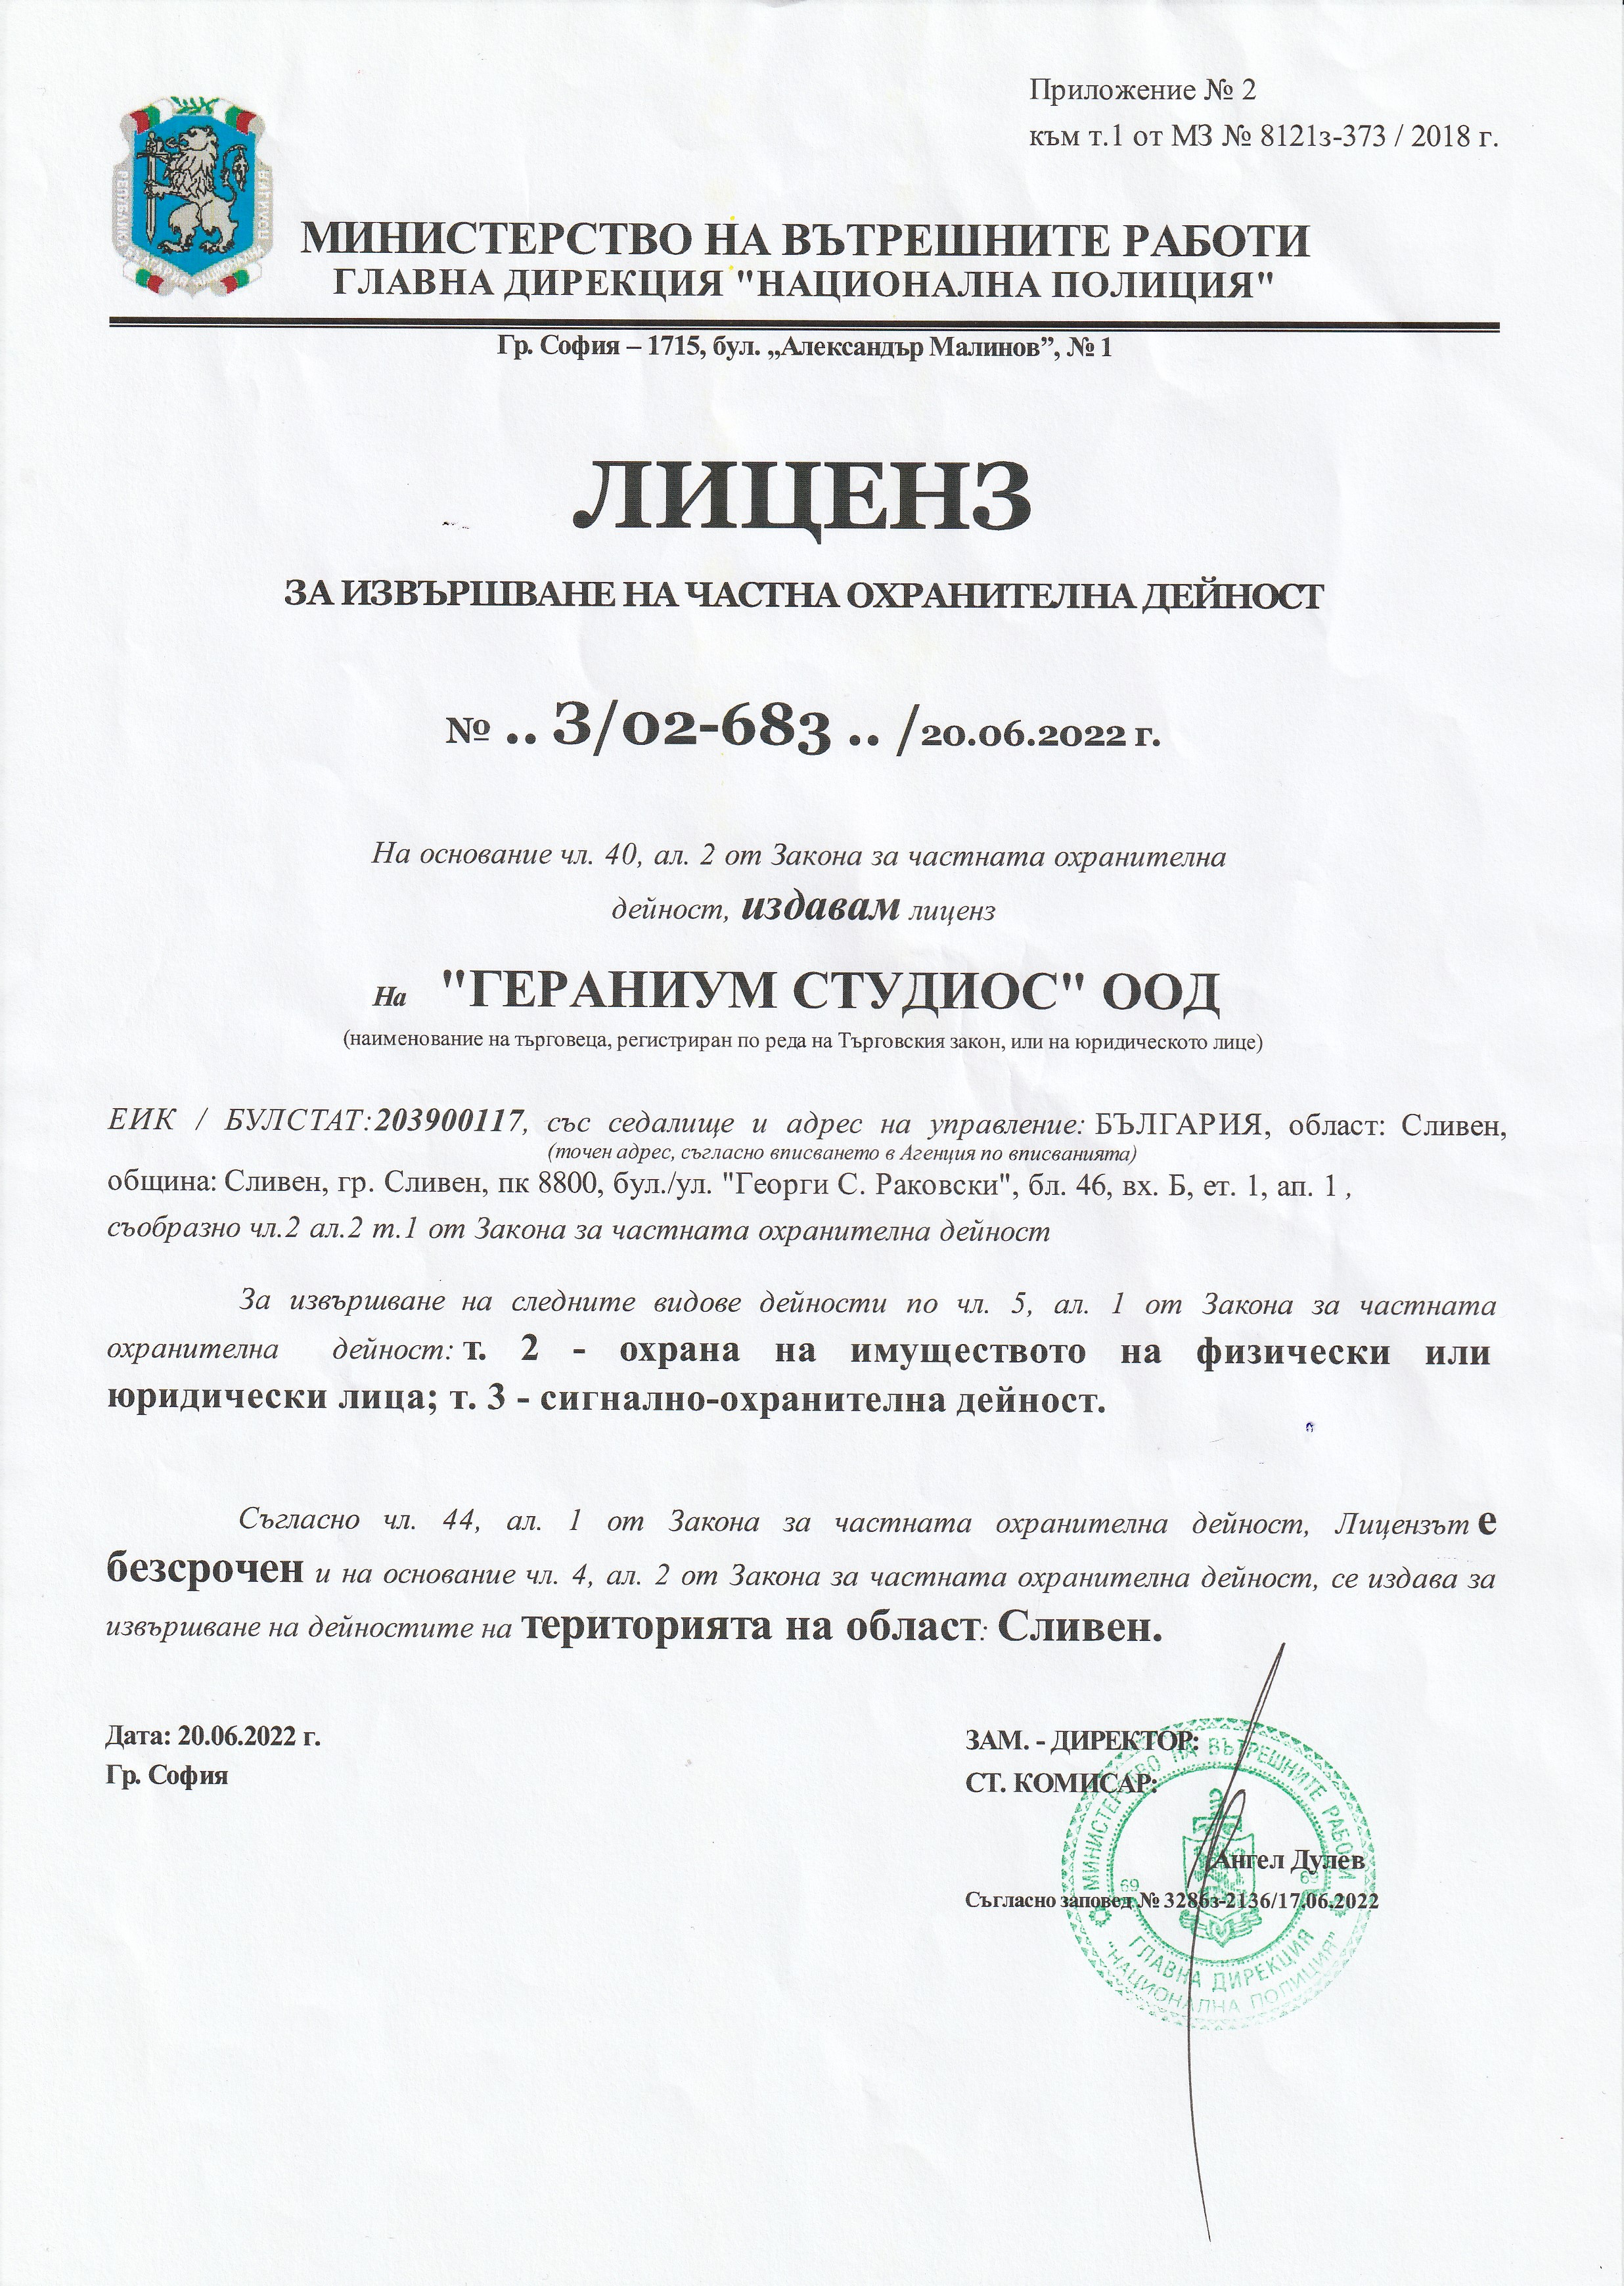 Приложение № 2
към т.1 от МЗ № 8121з-373 / 2018 г.
РЕПУБЛИКА БЪЛГАРИЯ НАЦИОНАЛНА ПОЛИЦИЯ
МИНИСТЕРСТВО НА ВЪТРЕШНИТЕ РАБОТИ
ГЛАВНА ДИРЕКЦИЯ "НАЦИОНАЛНА ПОЛИЦИЯ"
Гр. София – 1715, бул. „Александър Малинов”, № 1
ЛИЦЕНЗ
ЗА ИЗВЪРШВАНЕ НА ЧАСТНА ОХРАНИТЕЛНА ДЕЙНОСТ
№ .. 3/02-683 .. /20.06.2022 г.
На основание чл. 40, ал. 2 от Закона за частната охранителна
дейност, издавам лиценз
На "ГЕРАНИУМ СТУДИОС" ООД
(наименование на търговеца, регистриран по реда на Търговския закон, или на юридическото лице)
ЕИК / БУЛСТАТ:203900117, със седалище и адрес на управление: БЪЛГАРИЯ, област: Сливен,
(точен адрес, съгласно вписването в Агенция по вписванията)
община: Сливен, гр. Сливен, пк 8800, бул./ул. "Георги С. Раковски", бл. 46, вх. Б, ет. 1, ап. 1 ,
съобразно чл.2 ал.2 т.1 от Закона за частната охранителна дейност
За извършване на следните видове дейности по чл. 5, ал. 1 от Закона за частната
охранителна дейност: т. 2 - охрана на имуществото на физически или
юридически лица; т. 3 - сигнално-охранителна дейност.
Съгласно чл. 44, ал. 1 от Закона за частната охранителна дейност, Лицензът е
безсрочен и на основание чл. 4, ал. 2 от Закона за частната охранителна дейност, се издава за
извършване на дейностите на територията на област: Сливен.
Дата: 20.06.2022 г.
Гр. София
ЗАМ. - ДИРЕКТОР:
СТ. КОМИСАР:
Ангел Дулев
Съгласно заповед № 3286з-2136/17.06.2022
МИНИСТЕРСТВО НА ВЪТРЕШНИТЕ РАБОТИ
69 69
ГЛАВНА ДИРЕКЦИЯ
"НАЦИОНАЛНА ПОЛИЦИЯ"